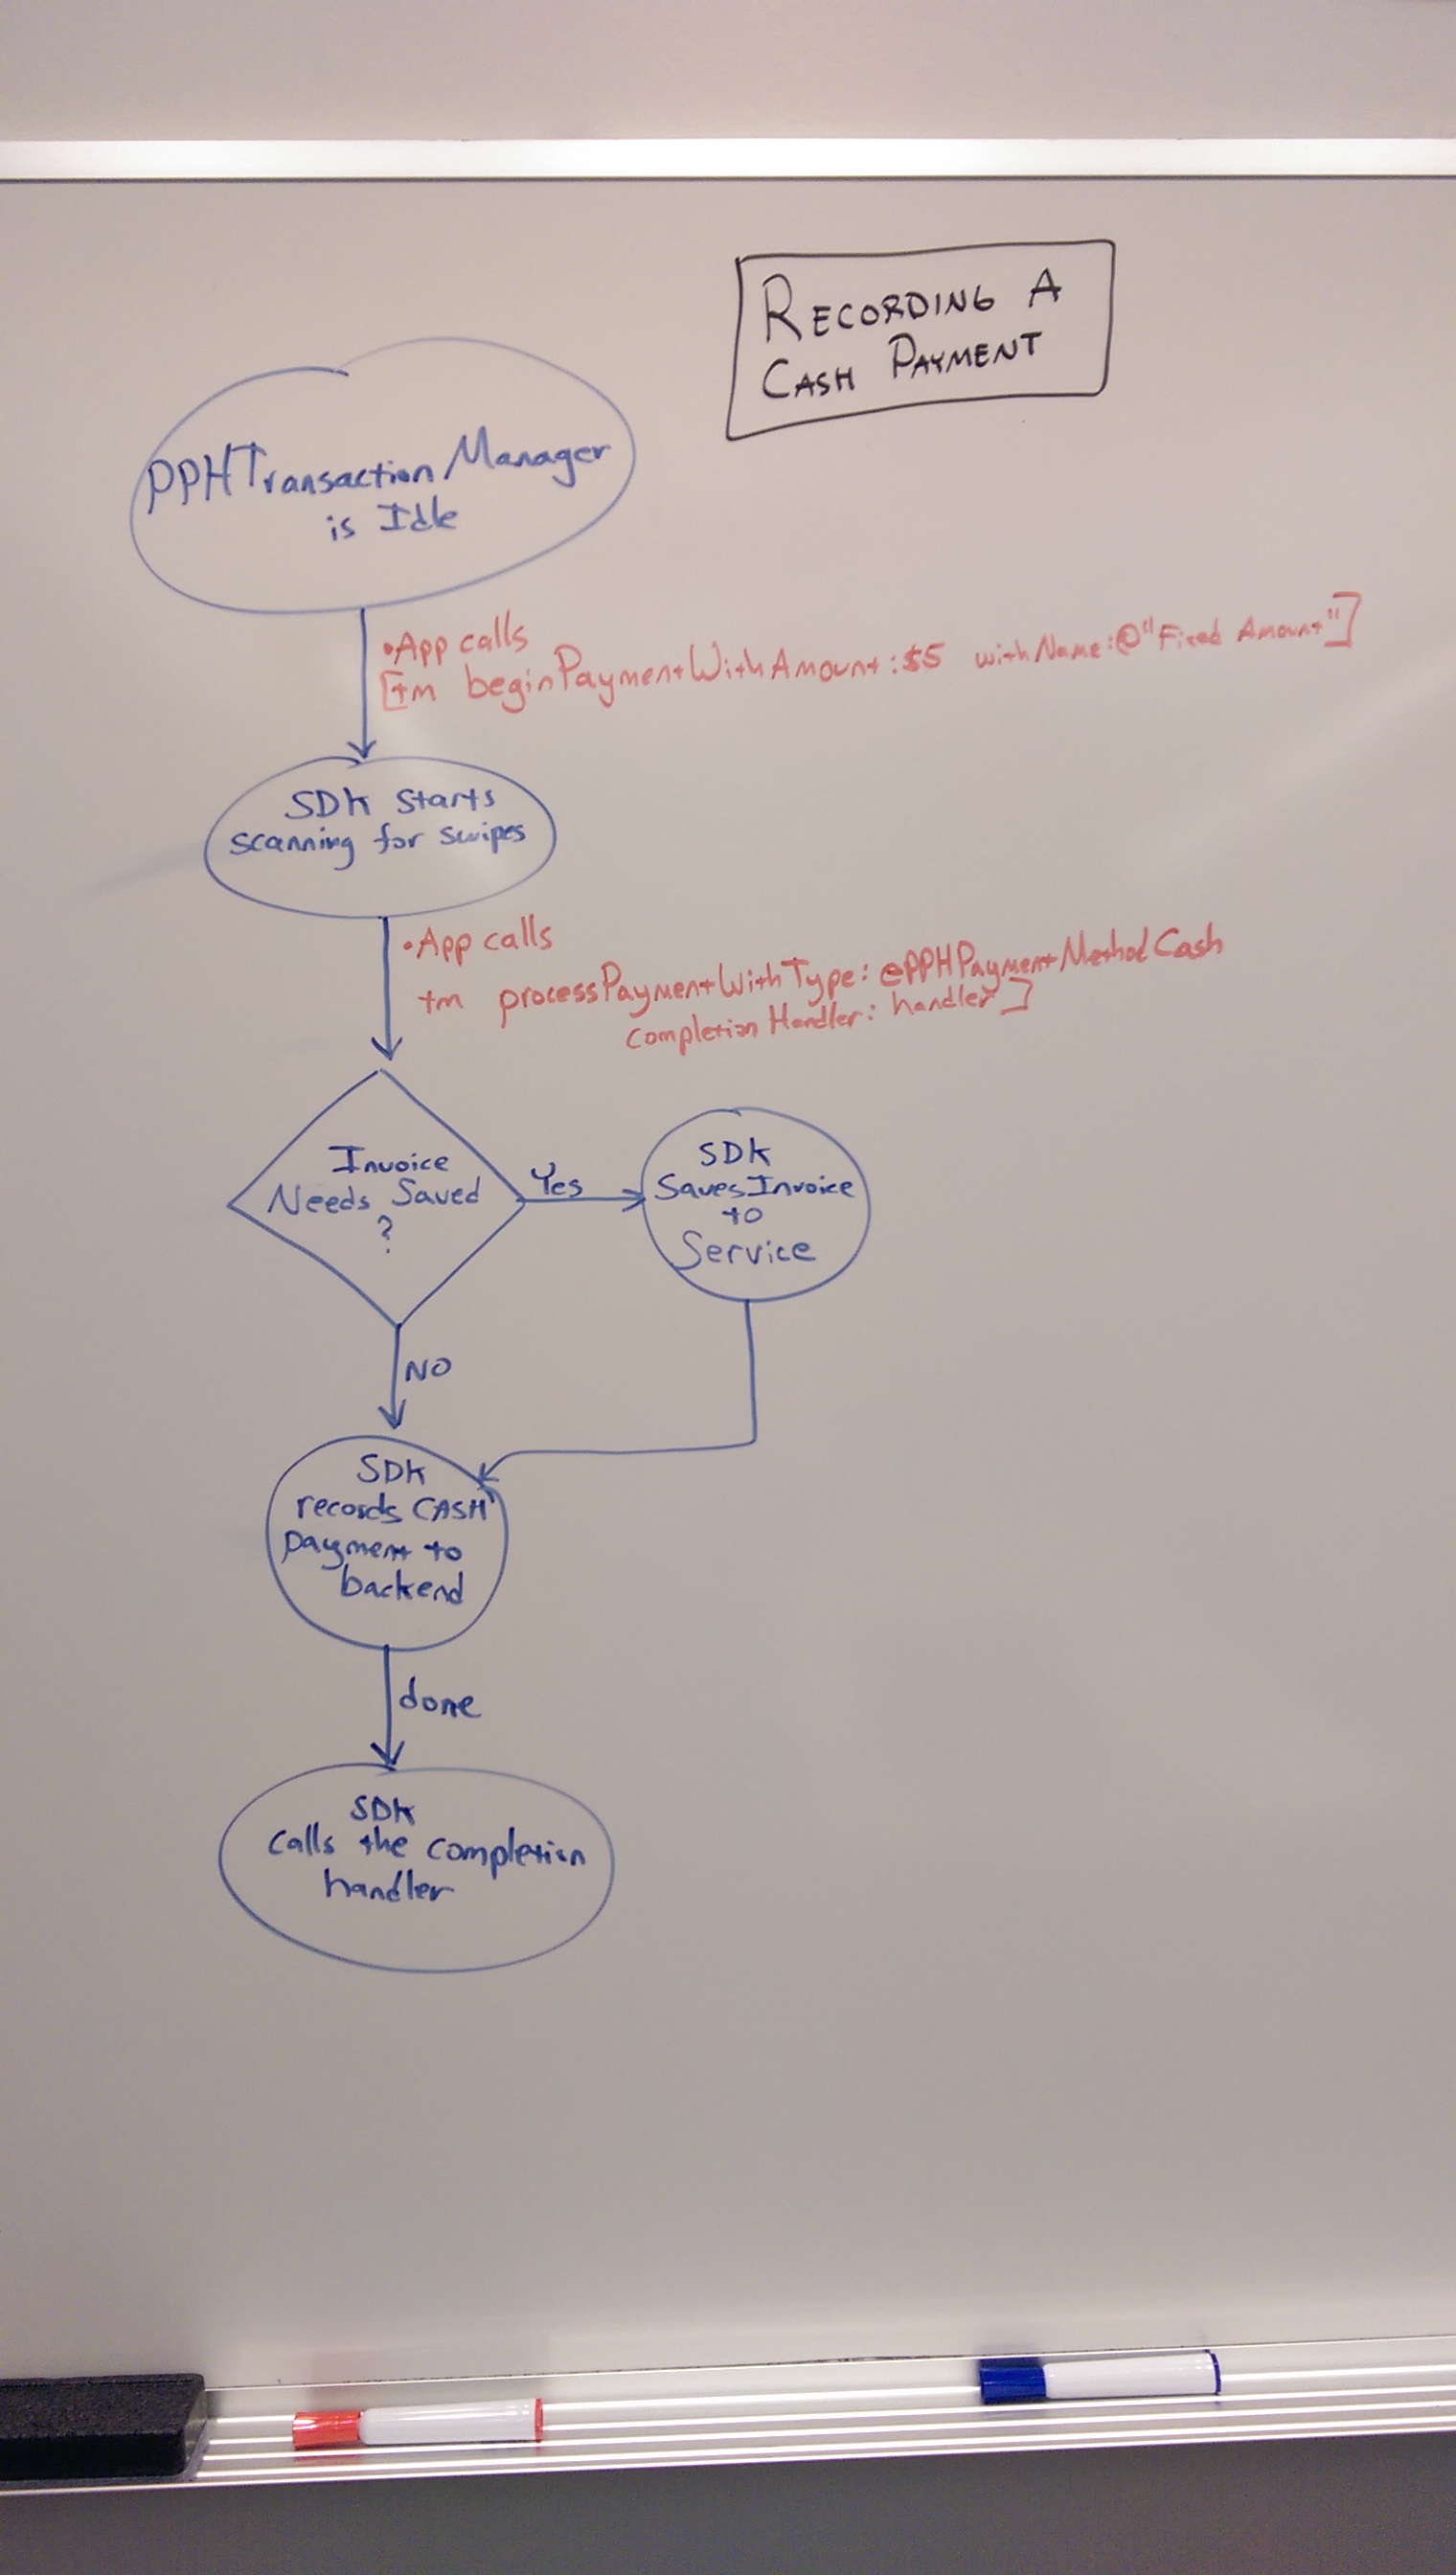 RECORDING A
CASH PAYMENT
PPHTransactionManager
is Idle
•App calls
[tm beginPaymentWithAmount:$5 withName:@"Fixed Amount"]
SDK Starts
scanning for swipes
•App calls
tm processPaymentWithType: ePPHPaymentMethodCash
completionHandler: handler]
Invoice
Needs Saved
?
Yes
SDK
Saves Invoice
to
Service
NO
SDK
records CASH
payment to
backend
done
SDK
Calls the completion
handler